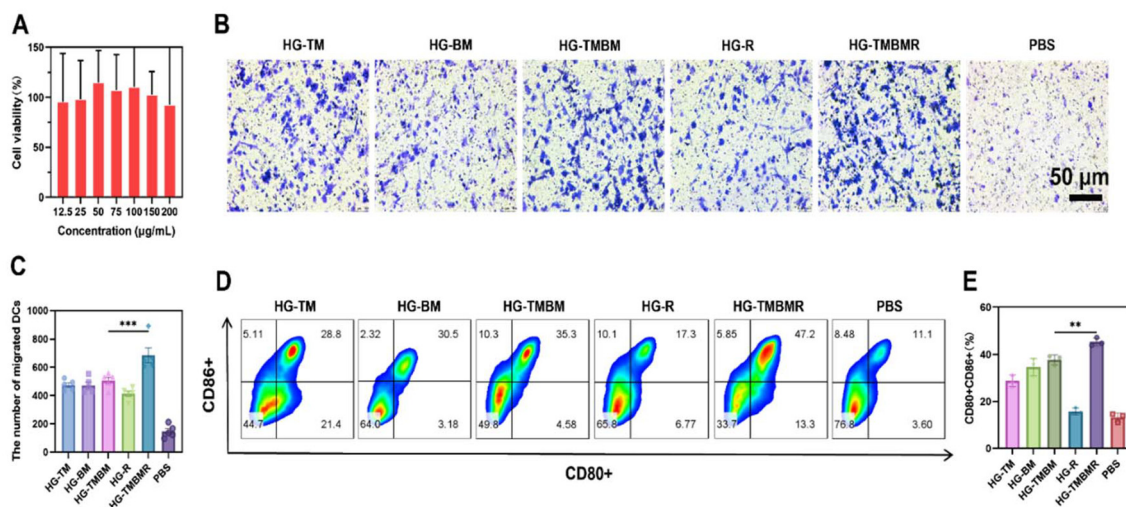 A
150
100
50
0
Cell viability (%)
12.5 25 50 75 100 150 200
Concentration (μg/mL)
B
HG-TM HG-BM HG-TMBM HG-R HG-TMBMR PBS
50 μm
C
1000
800
600
400
200
0
The number of migrated DCs
***
HG-TM HG-BM HG-TMBM HG-R HG-TMBMR PBS
D
HG-TM HG-BM HG-TMBM HG-R HG-TMBMR PBS
5.11 28.8 2.32 30.5 10.3 35.3 10.1 17.3 5.85 47.2 8.48 11.1
44.7 21.4 64.0 3.18 49.8 4.58 65.8 6.77 33.7 13.3 76.8 3.60
CD86+
CD80+
E
60
40
20
0
CD80+CD86+(%)
**
HG-TM HG-BM HG-TMBM HG-R HG-TMBMR PBS